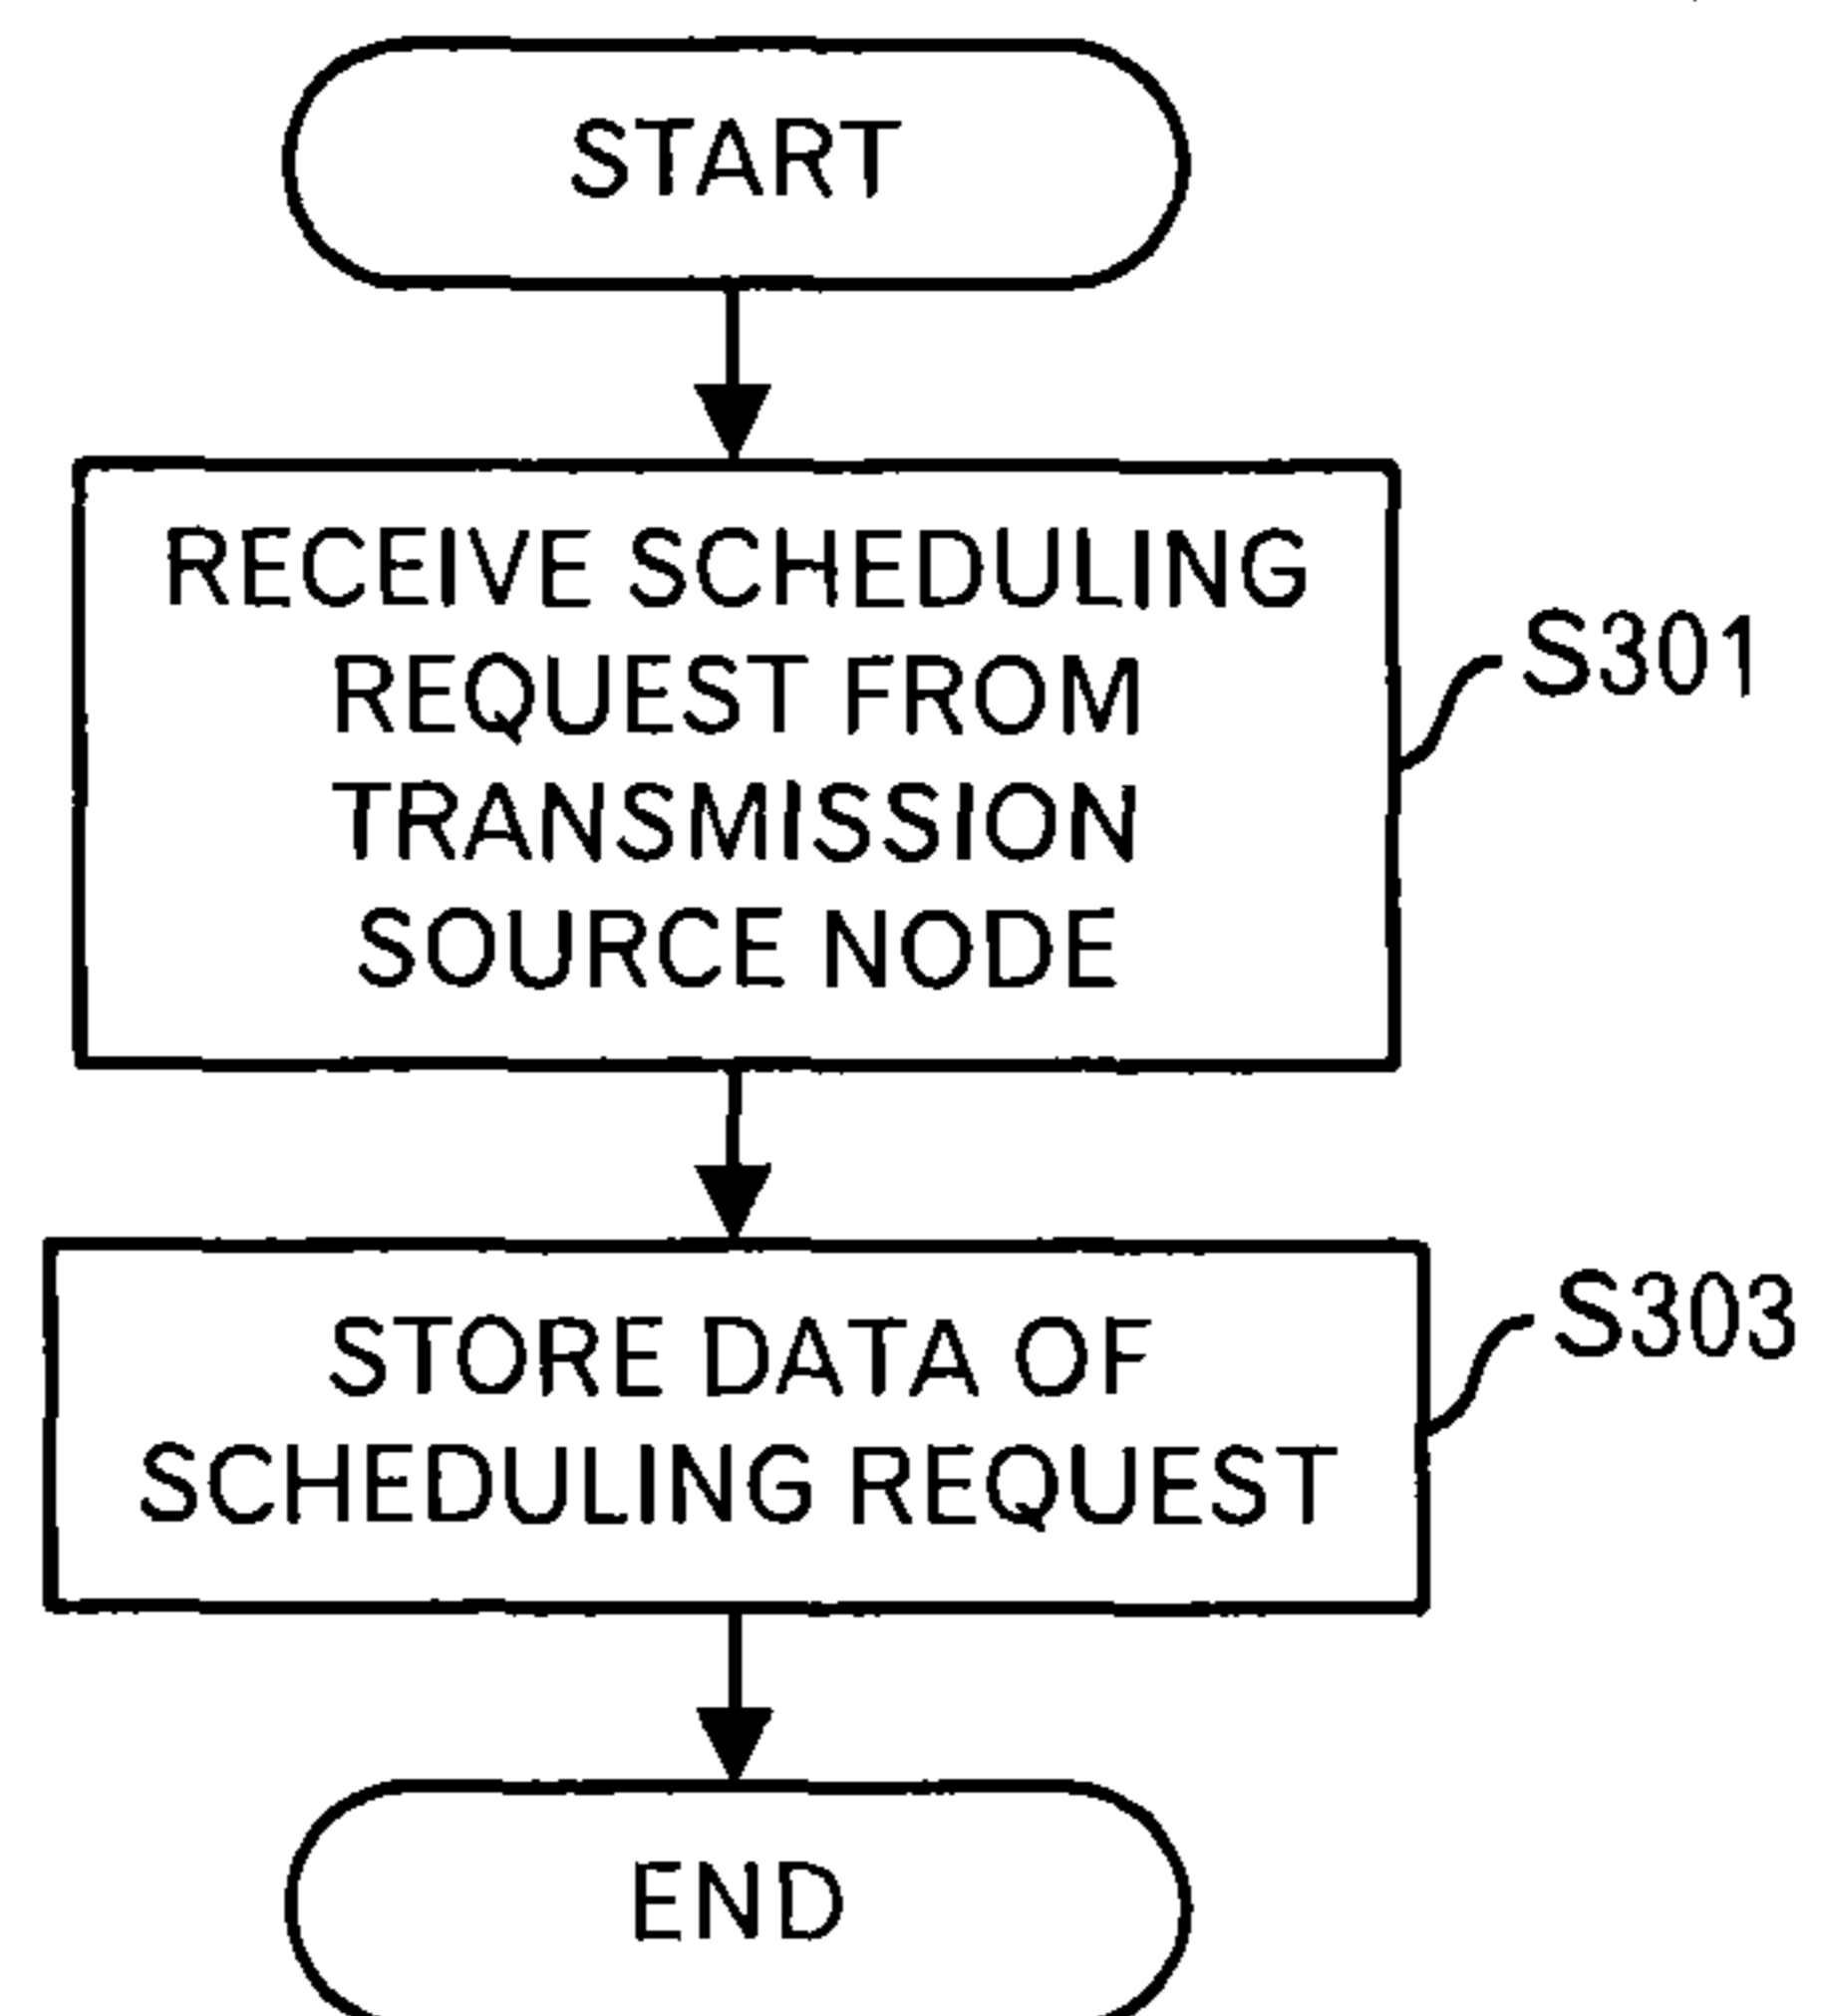 START
RECEIVE SCHEDULING
REQUEST FROM
TRANSMISSION
SOURCE NODE
S301
STORE DATA OF
SCHEDULING REQUEST
S303
END